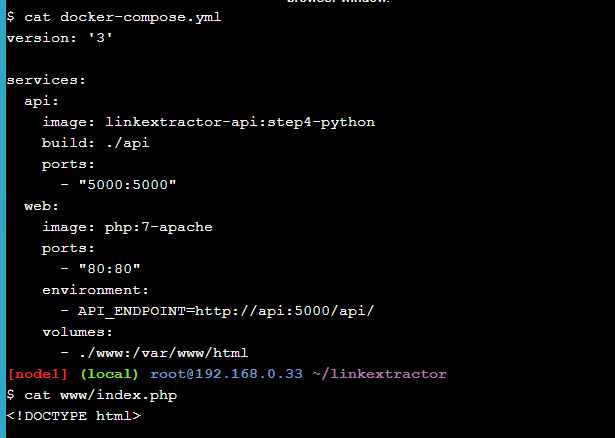 browser window.
$ cat docker-compose.yml
version: '3'

services:
  api:
    image: linkextractor-api:step4-python
    build: ./api
    ports:
      - "5000:5000"
  web:
    image: php:7-apache
    ports:
      - "80:80"
    environment:
      - API_ENDPOINT=http://api:5000/api/
    volumes:
      - ./www:/var/www/html
[node1] (local) root@192.168.0.33 ~/linkextractor
$ cat www/index.php
<!DOCTYPE html>